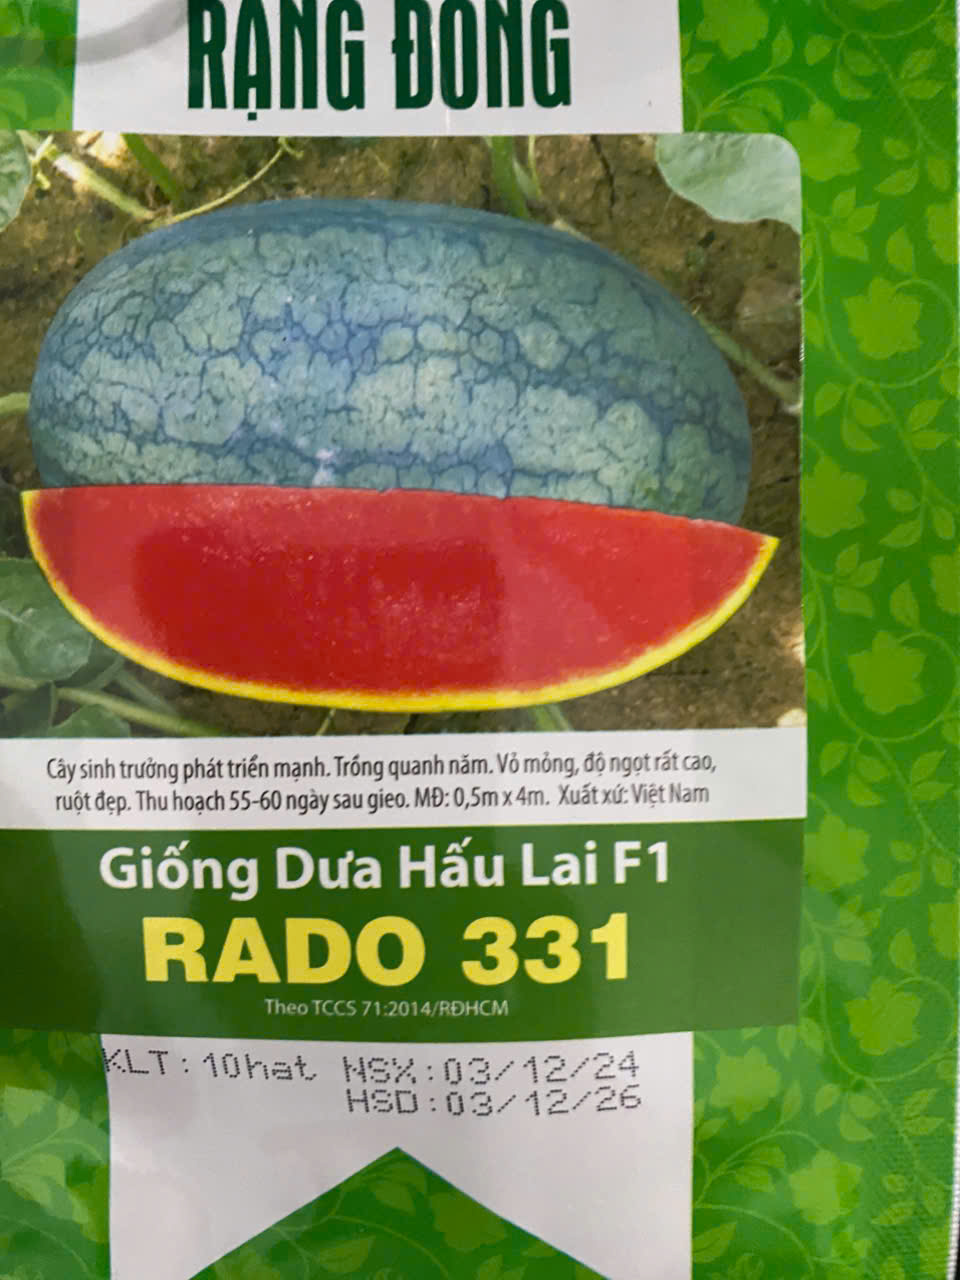 RẠNG ĐÔNG
Cây sinh trưởng phát triển mạnh. Trồng quanh năm. Vỏ mỏng, độ ngọt rất cao,
ruột đẹp. Thu hoạch 55-60 ngày sau gieo. MĐ: 0,5m x 4m. Xuất xứ: Việt Nam
Giống Dưa Hấu Lai F1
RADO 331
Theo TCCS 71:2014/RĐHCM
KLT : 10hat NSX : 03/12/24
HSD : 03/12/26